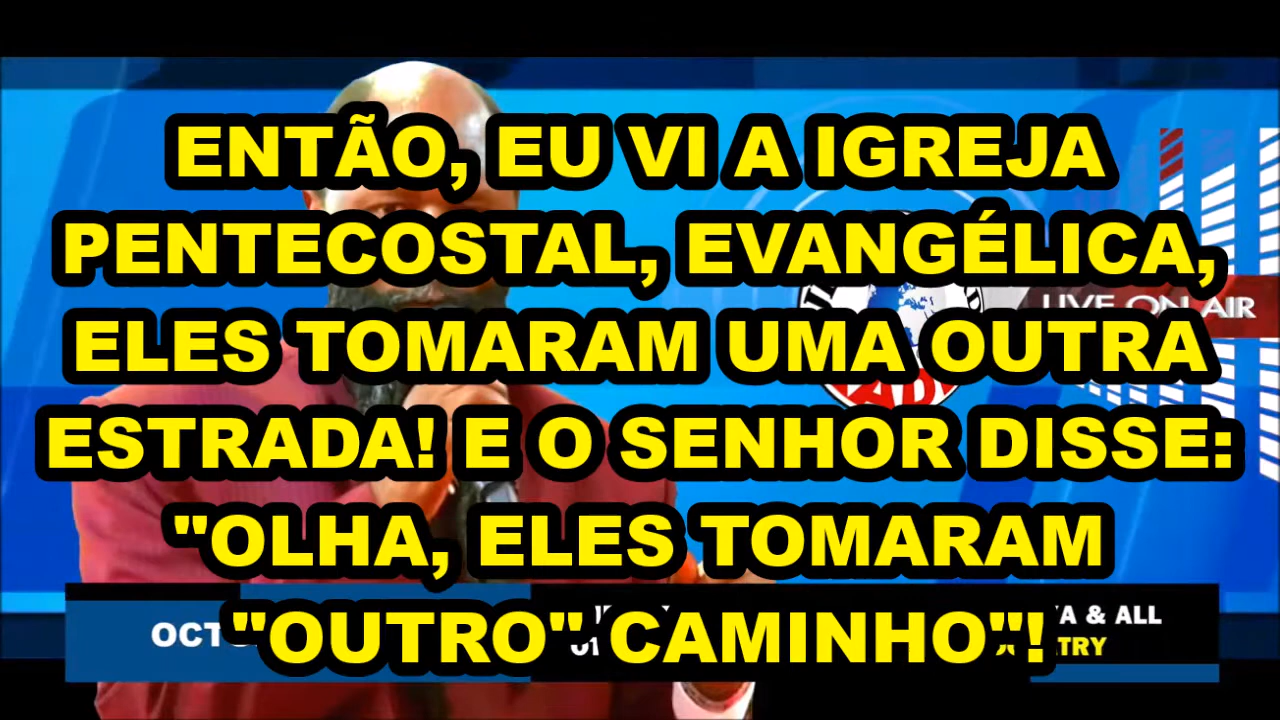 ENTÃO, EU VI A IGREJA
PENTECOSTAL, EVANGÉLICA,
ELES TOMARAM UMA OUTRA
ESTRADA! E O SENHOR DISSE:
"OLHA, ELES TOMARAM
"OUTRO" CAMINHO"!
LIVE ON AIR
& ALL